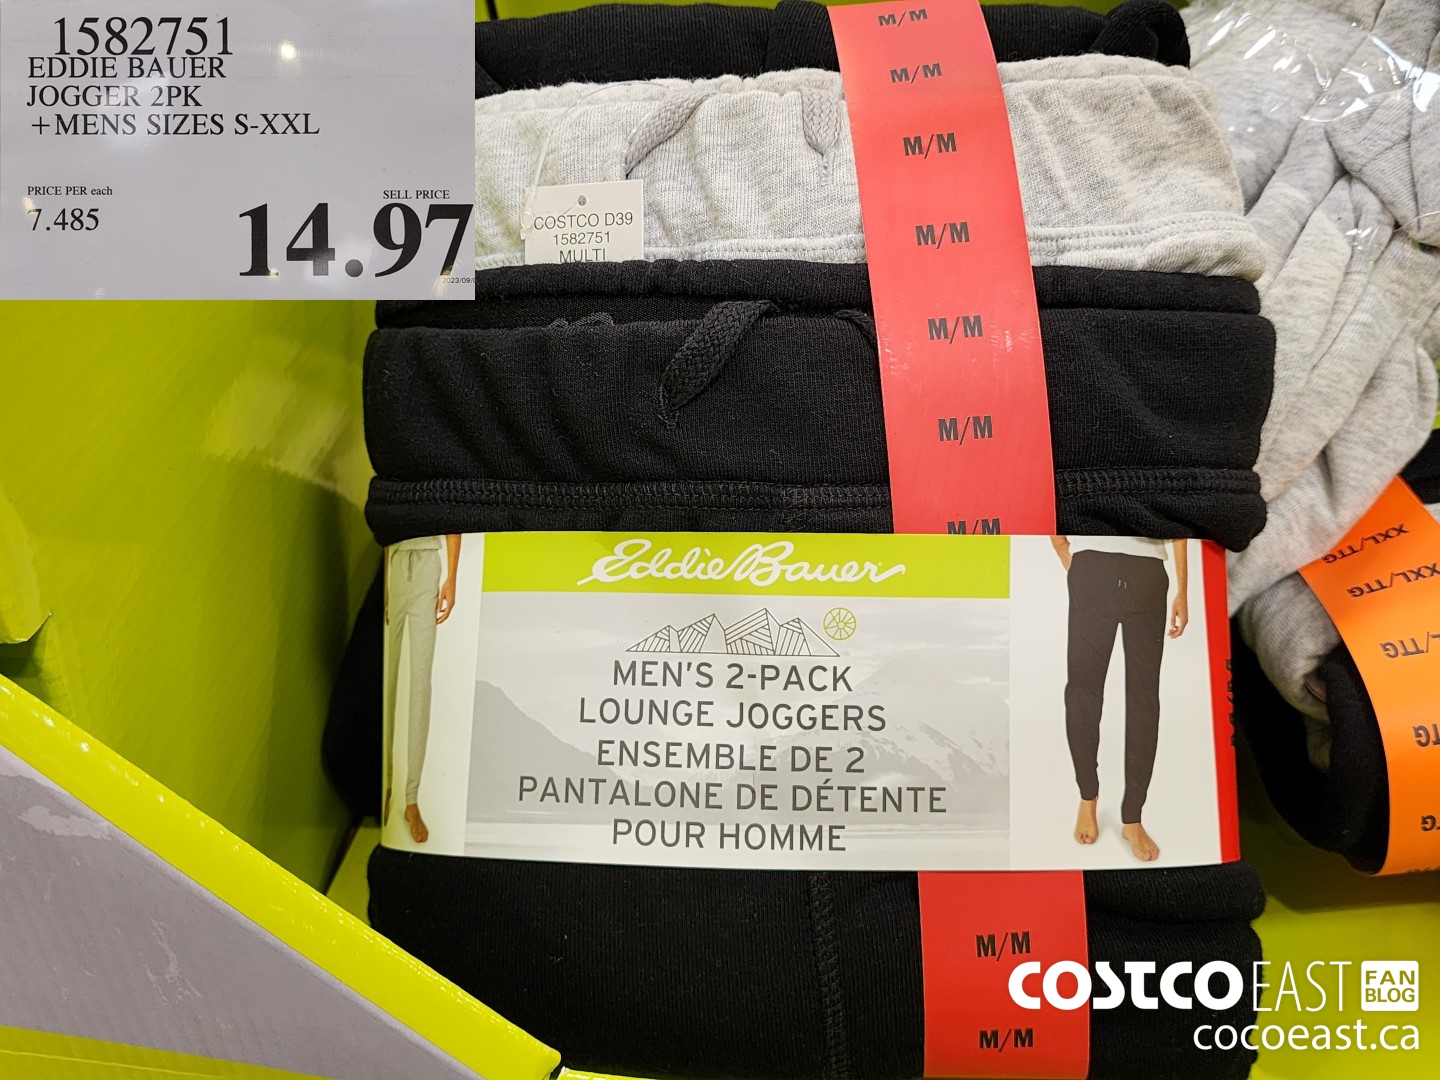 1582751
EDDIE BAUER
JOGGER 2PK
+MENS SIZES S-XXL
PRICE PER each
7.485
SELL PRICE
14.97
M/M
M/M
M/M
M/M
M/M
M/M
M/M
COSTCO D39
1582751
MULTI
Eddie Bauer
MEN'S 2-PACK
LOUNGE JOGGERS
ENSEMBLE DE 2
PANTALONE DE DÉTENTE
POUR HOMME
M/M
M/M
XXL/TTG
XXL/TTG
COSTCO EAST FAN BLOG
cocoeast.ca